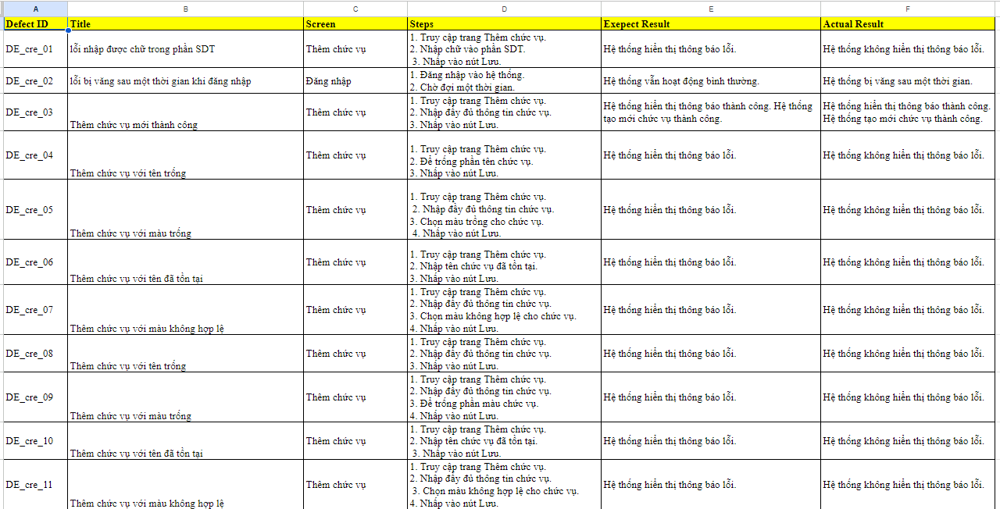 A B C D E F
Defect ID Title Screen Steps Exepect Result Actual Result
DE_cre_01 lỗi nhập được chữ trong phần SDT Thêm chức vụ
1. Truy cập trang Thêm chức vụ.
2. Nhập chữ vào phần SDT.
3. Nhấp vào nút Lưu.
Hệ thống hiển thị thông báo lỗi. Hệ thống không hiển thị thông báo lỗi.
DE_cre_02 lỗi bị văng sau một thời gian khi đăng nhập Đăng nhập
1. Đăng nhập vào hệ thống.
2. Chờ đợi một thời gian.
Hệ thống vẫn hoạt động bình thường. Hệ thống bị văng sau một thời gian.
DE_cre_03 Thêm chức vụ mới thành công Thêm chức vụ
1. Truy cập trang Thêm chức vụ.
2. Nhập đầy đủ thông tin chức vụ.
3. Nhấp vào nút Lưu.
Hệ thống hiển thị thông báo thành công. Hệ thống
tạo mới chức vụ thành công.
Hệ thống hiển thị thông báo thành công.
Hệ thống tạo mới chức vụ thành công.
DE_cre_04 Thêm chức vụ với tên trống Thêm chức vụ
1. Truy cập trang Thêm chức vụ.
2. Để trống phần tên chức vụ.
3. Nhấp vào nút Lưu.
Hệ thống hiển thị thông báo lỗi. Hệ thống không hiển thị thông báo lỗi.
DE_cre_05 Thêm chức vụ với màu trống Thêm chức vụ
1. Truy cập trang Thêm chức vụ.
2. Nhập đầy đủ thông tin chức vụ.
3. Chọn màu trống cho chức vụ.
4. Nhấp vào nút Lưu.
Hệ thống hiển thị thông báo lỗi. Hệ thống không hiển thị thông báo lỗi.
DE_cre_06 Thêm chức vụ với tên đã tồn tại Thêm chức vụ
1. Truy cập trang Thêm chức vụ.
2. Nhập tên chức vụ đã tồn tại.
3. Nhấp vào nút Lưu.
Hệ thống hiển thị thông báo lỗi. Hệ thống không hiển thị thông báo lỗi.
DE_cre_07 Thêm chức vụ với màu không hợp lệ Thêm chức vụ
1. Truy cập trang Thêm chức vụ.
2. Nhập đầy đủ thông tin chức vụ.
3. Chọn màu không hợp lệ cho chức vụ.
4. Nhấp vào nút Lưu.
Hệ thống hiển thị thông báo lỗi. Hệ thống không hiển thị thông báo lỗi.
DE_cre_08 Thêm chức vụ với tên trống Thêm chức vụ
1. Truy cập trang Thêm chức vụ.
2. Nhập đầy đủ thông tin chức vụ.
3. Nhấp vào nút Lưu.
Hệ thống hiển thị thông báo lỗi. Hệ thống không hiển thị thông báo lỗi.
DE_cre_09 Thêm chức vụ với màu trống Thêm chức vụ
1. Truy cập trang Thêm chức vụ.
2. Nhập đầy đủ thông tin chức vụ.
3. Để trống phần màu chức vụ.
4. Nhấp vào nút Lưu.
Hệ thống hiển thị thông báo lỗi. Hệ thống không hiển thị thông báo lỗi.
DE_cre_10 Thêm chức vụ với tên đã tồn tại Thêm chức vụ
1. Truy cập trang Thêm chức vụ.
2. Nhập tên chức vụ đã tồn tại.
3. Nhấp vào nút Lưu.
Hệ thống hiển thị thông báo lỗi. Hệ thống không hiển thị thông báo lỗi.
DE_cre_11 Thêm chức vụ với màu không hợp lệ Thêm chức vụ
1. Truy cập trang Thêm chức vụ.
2. Nhập đầy đủ thông tin chức vụ.
3. Chọn màu không hợp lệ cho chức vụ.
4. Nhấp vào nút Lưu.
Hệ thống hiển thị thông báo lỗi. Hệ thống không hiển thị thông báo lỗi.